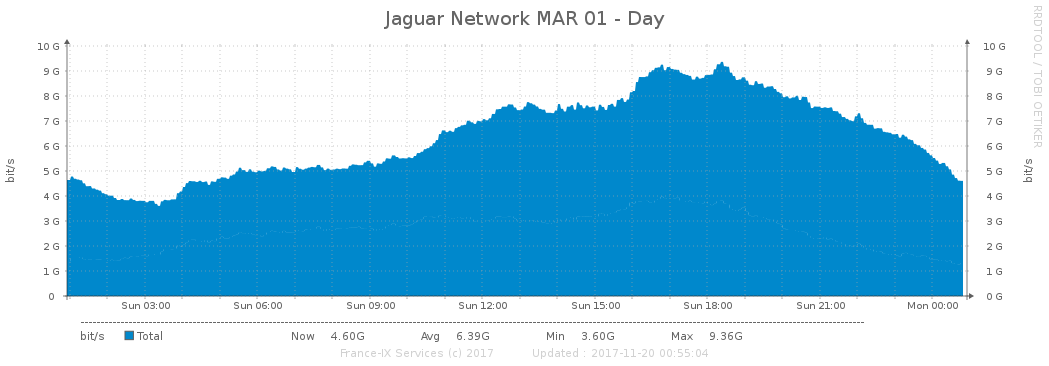 Jaguar Network MAR 01 - Day
RRDTOOL / TOBI OETIKER
bit/s
10 G
9 G
8 G
7 G
6 G
5 G
4 G
3 G
2 G
1 G
0
10 G
9 G
8 G
7 G
6 G
5 G
4 G
3 G
2 G
1 G
0 G
bit/s
Sun 03:00 Sun 06:00 Sun 09:00 Sun 12:00 Sun 15:00 Sun 18:00 Sun 21:00 Mon 00:00
bit/s Total Now 4.60G Avg 6.39G Min 3.60G Max 9.36G
France-IX Services (c) 2017 Updated : 2017-11-20 00:55:04